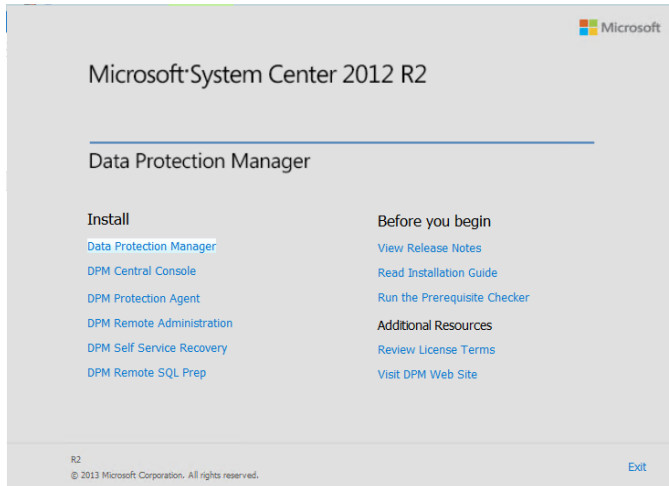 Microsoft
Microsoft System Center 2012 R2
Data Protection Manager
Install
Data Protection Manager
DPM Central Console
DPM Protection Agent
DPM Remote Administration
DPM Self Service Recovery
DPM Remote SQL Prep
Before you begin
View Release Notes
Read Installation Guide
Run the Prerequisite Checker
Additional Resources
Review License Terms
Visit DPM Web Site
R2
© 2013 Microsoft Corporation. All rights reserved.
Exit